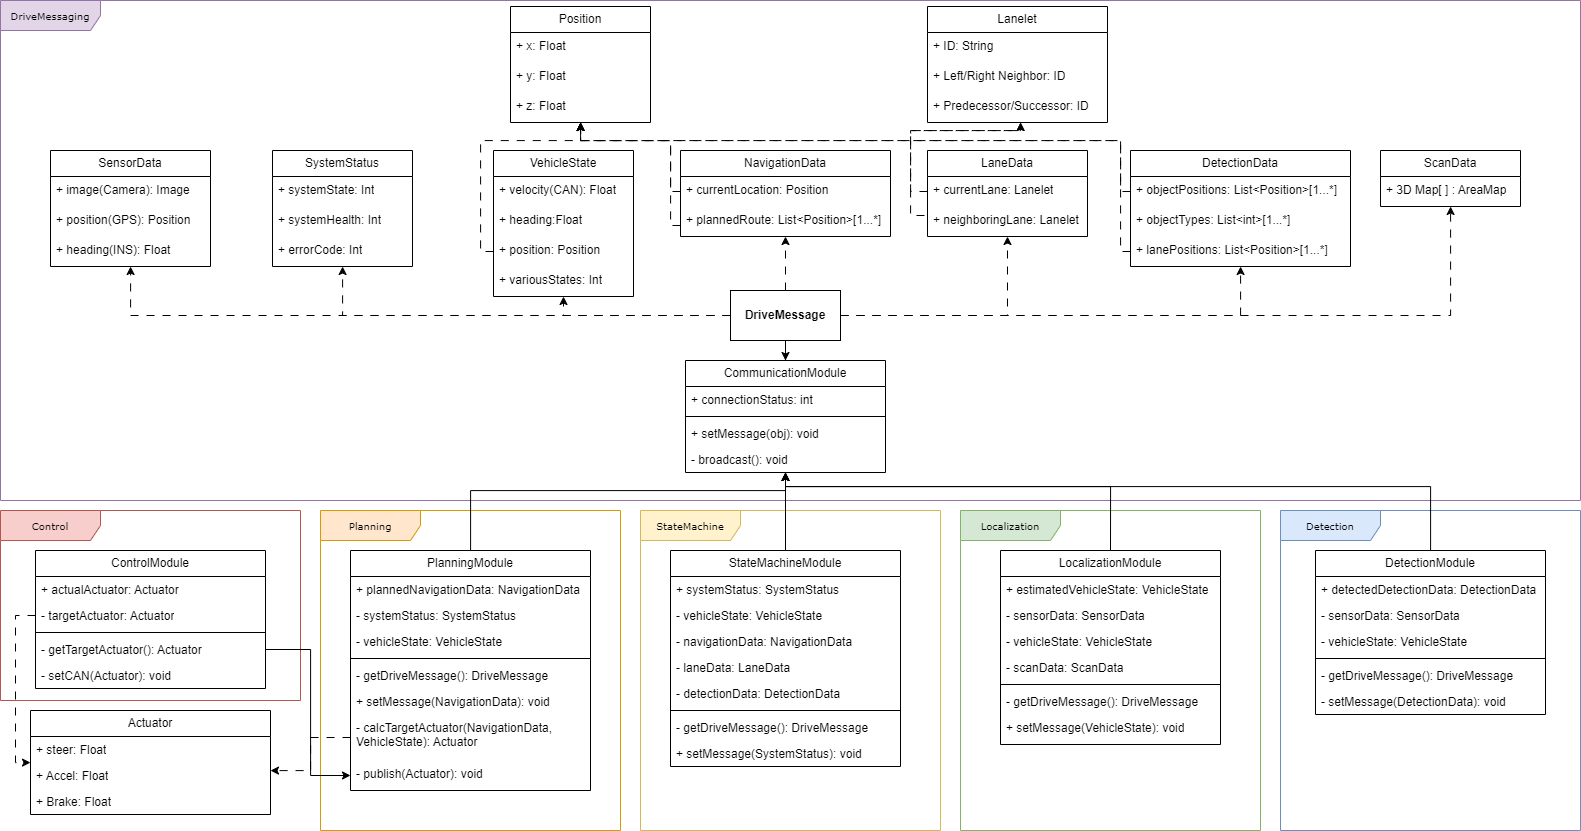 DriveMessaging
Position
+ x: Float
+ y: Float
+ z: Float
Lanelet
+ ID: String
+ Left/Right Neighbor: ID
+ Predecessor/Successor: ID
SensorData
+ image(Camera): Image
+ position(GPS): Position
+ heading(INS): Float
SystemStatus
+ systemState: Int
+ systemHealth: Int
+ errorCode: Int
VehicleState
+ velocity(CAN): Float
+ heading:Float
+ position: Position
+ variousStates: Int
NavigationData
+ currentLocation: Position
+ plannedRoute: List<Position>[1...*]
LaneData
+ currentLane: Lanelet
+ neighboringLane: Lanelet
DetectionData
+ objectPositions: List<Position>[1...*]
+ objectTypes: List<int>[1...*]
+ lanePositions: List<Position>[1...*]
ScanData
+ 3D Map[ ] : AreaMap
DriveMessage
CommunicationModule
+ connectionStatus: int
+ setMessage(obj): void
- broadcast(): void
Control
ControlModule
+ actualActuator: Actuator
- targetActuator: Actuator
- getTargetActuator(): Actuator
- setCAN(Actuator): void
Actuator
+ steer: Float
+ Accel: Float
+ Brake: Float
Planning
PlanningModule
+ plannedNavigationData: NavigationData
- systemStatus: SystemStatus
- vehicleState: VehicleState
- getDriveMessage(): DriveMessage
+ setMessage(NavigationData): void
- calcTargetActuator(NavigationData,
VehicleState): Actuator
- publish(Actuator): void
StateMachine
StateMachineModule
+ systemStatus: SystemStatus
- vehicleState: VehicleState
- navigationData: NavigationData
- laneData: LaneData
- detectionData: DetectionData
- getDriveMessage(): DriveMessage
+ setMessage(SystemStatus): void
Localization
LocalizationModule
+ estimatedVehicleState: VehicleState
- sensorData: SensorData
- vehicleState: VehicleState
- scanData: ScanData
- getDriveMessage(): DriveMessage
+ setMessage(VehicleState): void
Detection
DetectionModule
+ detectedDetectionData: DetectionData
- sensorData: SensorData
- vehicleState: VehicleState
- getDriveMessage(): DriveMessage
- setMessage(DetectionData): void